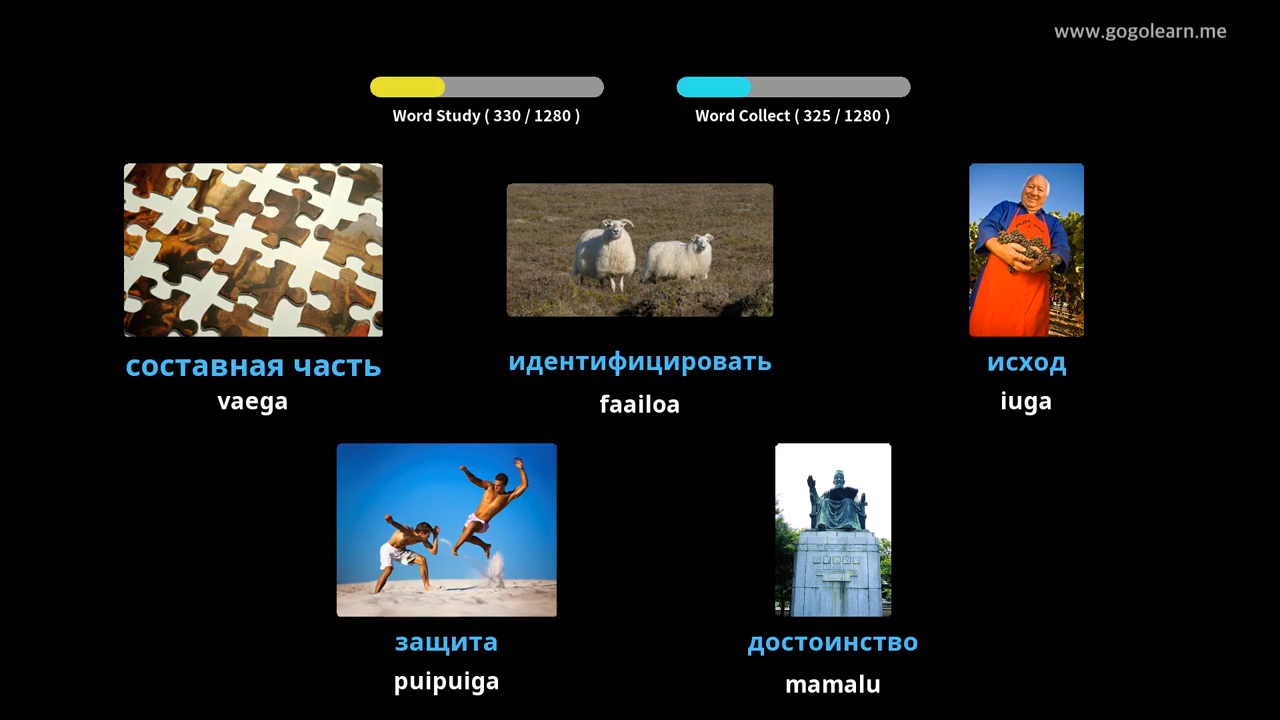 www.gogolearn.me
Word Study ( 330 / 1280 )
Word Collect ( 325 / 1280 )
составная часть
vaega
идентифицировать
faailoa
исход
iuga
защита
puipuiga
достоинство
mamalu